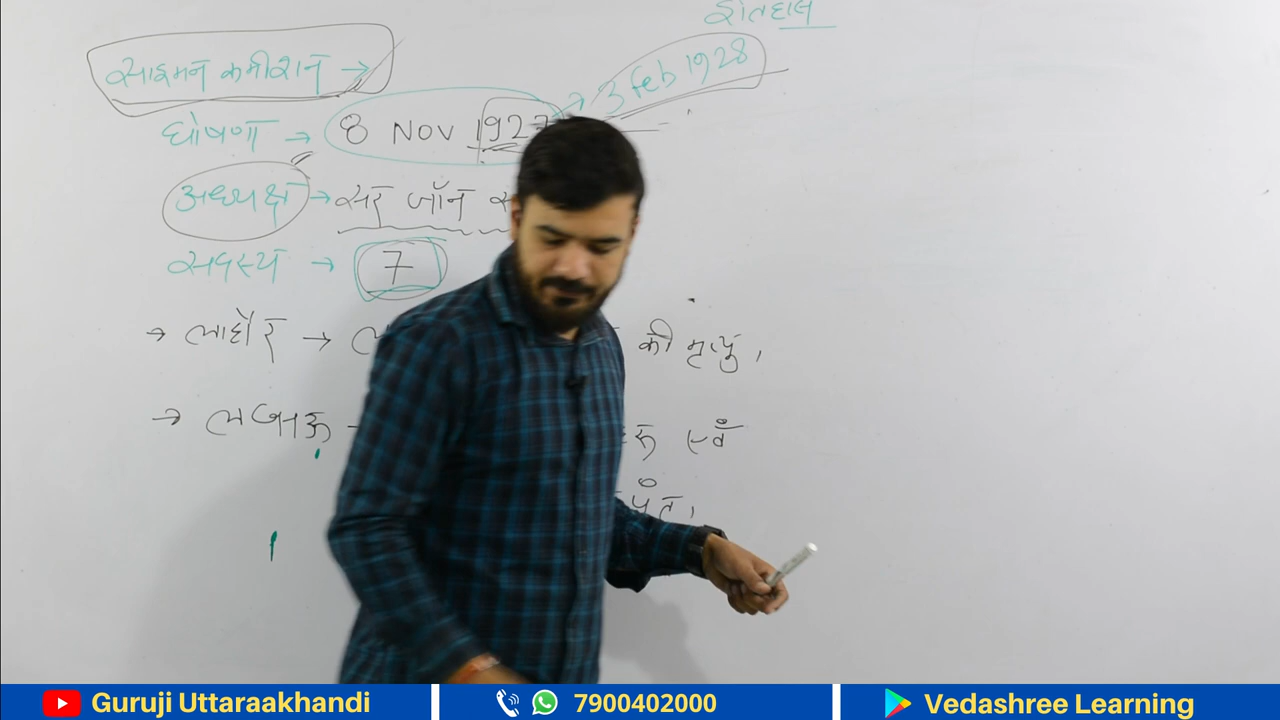 इतिहास
साइमन कमीशन →
घोषणा → 8 Nov 1927 → 3 Feb 1928
अध्यक्ष → सर जॉन
सदस्य → 7
→ लाहौर → की मृत्यु,
→ लखनऊ एवं
Guruji Uttaraakhandi
7900402000
Vedashree Learning